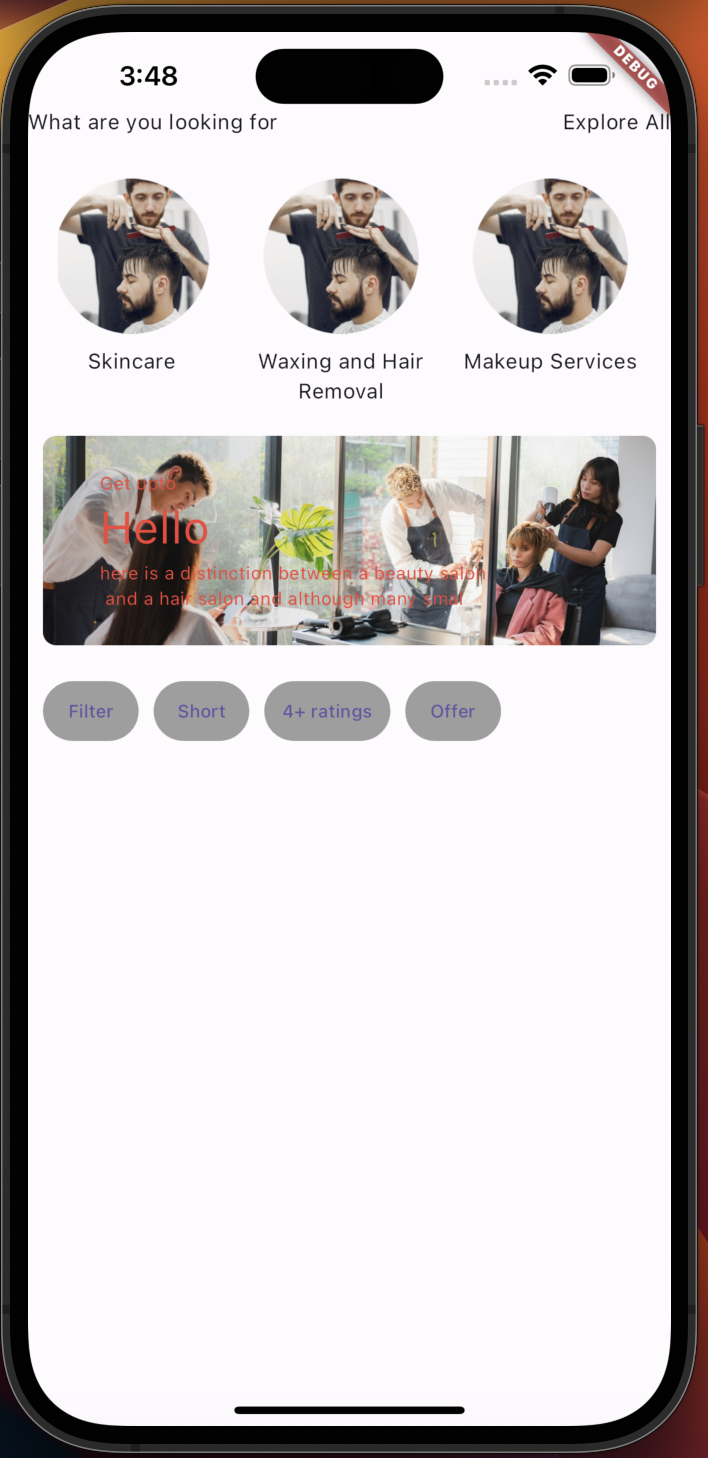 3:48
DEBUG
What are you looking for
Explore All
Skincare
Waxing and Hair
Removal
Makeup Services
Get upto
Hello
here is a distinction between a beauty salon
and a hair salon and although many smal
Filter
Short
4+ ratings
Offer